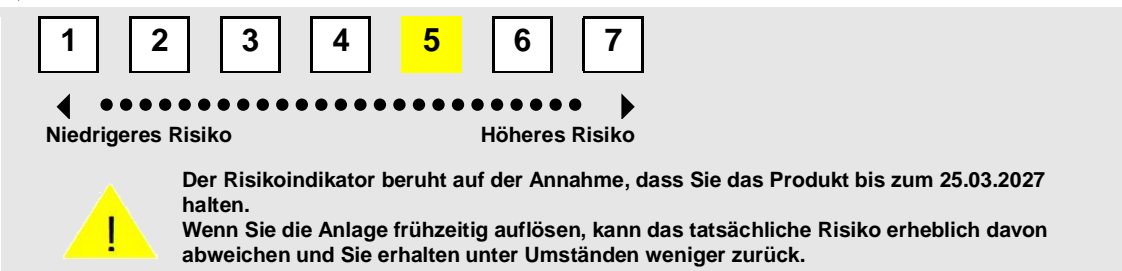 1 2 3 4 5 6 7
Niedrigeres Risiko Höheres Risiko
!
Der Risikoindikator beruht auf der Annahme, dass Sie das Produkt bis zum 25.03.2027
halten.
Wenn Sie die Anlage frühzeitig auflösen, kann das tatsächliche Risiko erheblich davon
abweichen und Sie erhalten unter Umständen weniger zurück.